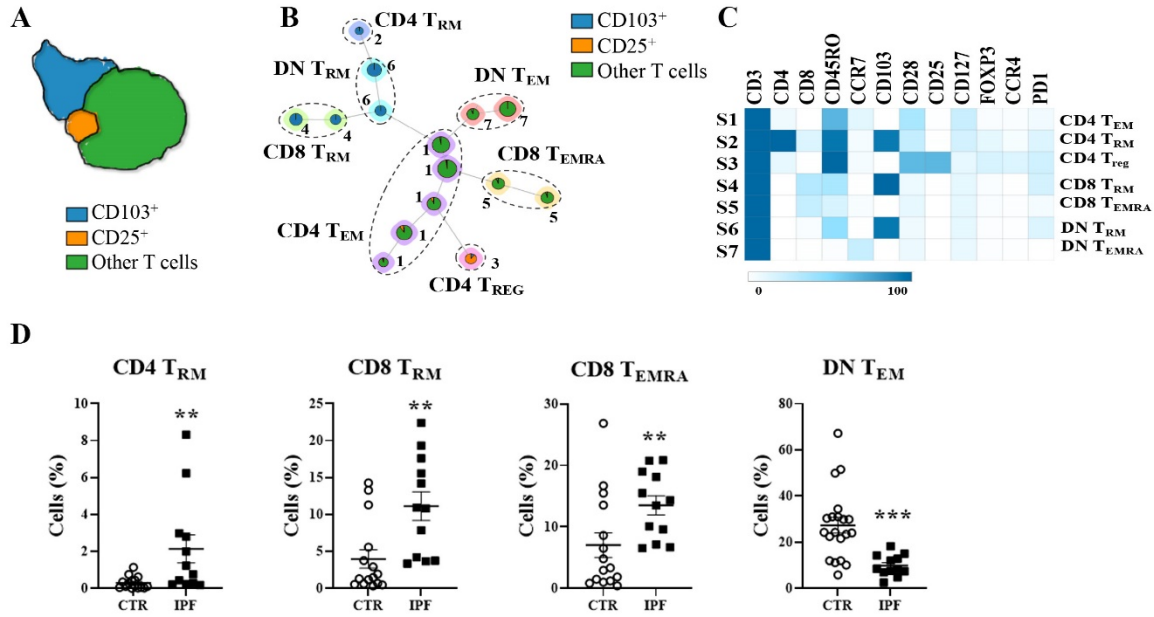 A
CD103+
CD25+
Other T cells
B
CD4 TRM
2
DN TRM
6
6
DN TEM
7
7
4
4
CD8 TRM
1
1
1
1
1
CD8 TEMRA
5
5
CD4 TEM
3
CD4 TREG
CD103+
CD25+
Other T cells
C
CD3
CD4
CD8
CD45RO
CCR7
CD103
CD28
CD25
CD127
FOXP3
CCR4
PD1
S1 CD4 TEM
S2 CD4 TRM
S3 CD4 Treg
S4 CD8 TRM
S5 CD8 TEMRA
S6 DN TRM
S7 DN TEMRA
0 100
D
CD4 TRM
Cells (%)
10
8
6
4
2
0
**
CTR IPF
CD8 TRM
Cells (%)
25
20
15
10
5
0
**
CTR IPF
CD8 TEMRA
Cells (%)
30
20
10
0
**
CTR IPF
DN TEM
Cells (%)
80
60
40
20
0
***
CTR IPF